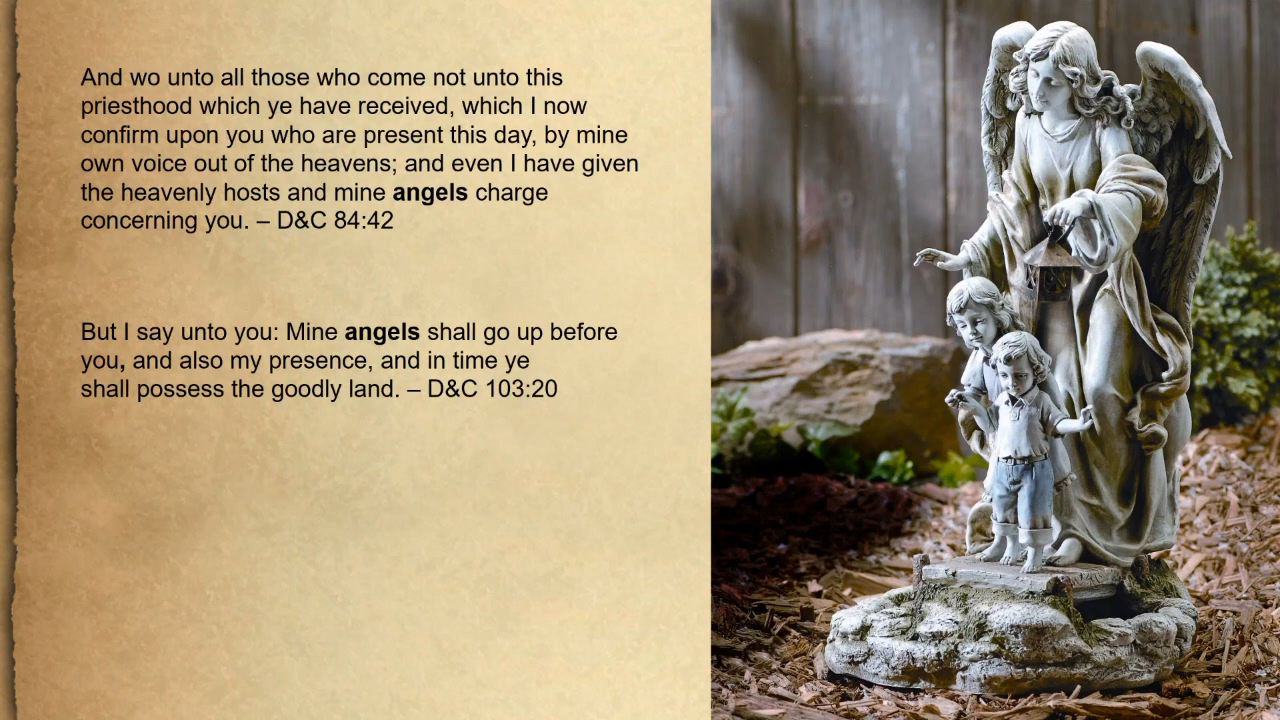 And wo unto all those who come not unto this
priesthood which ye have received, which I now
confirm upon you who are present this day, by mine
own voice out of the heavens; and even I have given
the heavenly hosts and mine angels charge
concerning you. – D&C 84:42
But I say unto you: Mine angels shall go up before
you, and also my presence, and in time ye
shall possess the goodly land. – D&C 103:20